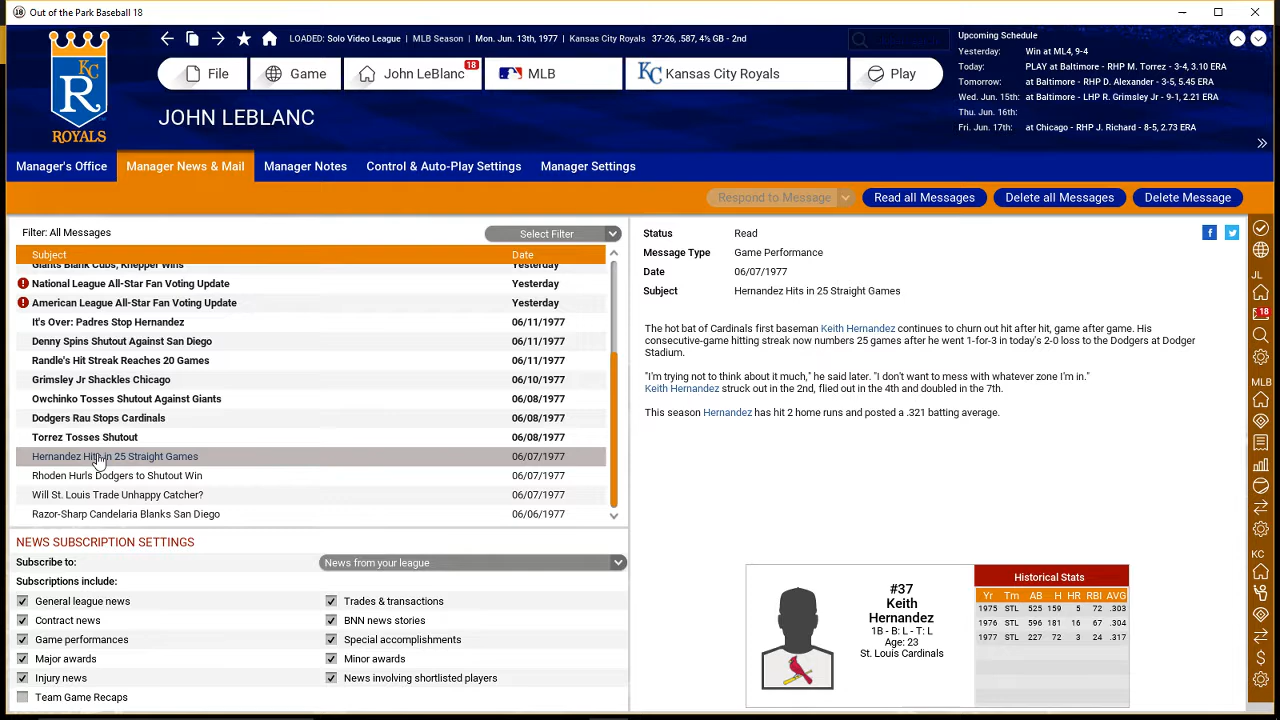 Out of the Park Baseball 18
LOADED: Solo Video League | MLB Season | Mon. Jun. 13th, 1977 | Kansas City Royals 37-26, .587, 4½ GB - 2nd
Upcoming Schedule
Yesterday: Win at ML4, 9-4
Today: PLAY at Baltimore - RHP M. Torrez - 3-4, 3.10 ERA
Tomorrow: at Baltimore - RHP D. Alexander - 3-5, 5.45 ERA
Wed. Jun. 15th: at Baltimore - LHP R. Grimsley Jr - 9-1, 2.21 ERA
Thu. Jun. 16th:
Fri. Jun. 17th: at Chicago - RHP J. Richard - 8-5, 2.73 ERA
File Game John LeBlanc 18 MLB Kansas City Royals Play
KC R ROYALS
JOHN LEBLANC
Manager's Office Manager News & Mail Manager Notes Control & Auto-Play Settings Manager Settings
Respond to Message Read all Messages Delete all Messages Delete Message
Filter: All Messages Select Filter
Subject Date
Giants Blank Cubs, Knepper Wins Yesterday
National League All-Star Fan Voting Update Yesterday
American League All-Star Fan Voting Update Yesterday
It's Over: Padres Stop Hernandez 06/11/1977
Denny Spins Shutout Against San Diego 06/11/1977
Randle's Hit Streak Reaches 20 Games 06/11/1977
Grimsley Jr Shackles Chicago 06/10/1977
Owchinko Tosses Shutout Against Giants 06/08/1977
Dodgers Rau Stops Cardinals 06/08/1977
Torrez Tosses Shutout 06/08/1977
Hernandez Hits in 25 Straight Games 06/07/1977
Rhoden Hurls Dodgers to Shutout Win 06/07/1977
Will St. Louis Trade Unhappy Catcher? 06/07/1977
Razor-Sharp Candelaria Blanks San Diego 06/06/1977
NEWS SUBSCRIPTION SETTINGS
Subscribe to: News from your league
Subscriptions include:
General league news Trades & transactions
Contract news BNN news stories
Game performances Special accomplishments
Major awards Minor awards
Injury news News involving shortlisted players
Team Game Recaps
Status Read
Message Type Game Performance
Date 06/07/1977
Subject Hernandez Hits in 25 Straight Games
The hot bat of Cardinals first baseman Keith Hernandez continues to churn out hit after hit, game after game. His
consecutive-game hitting streak now numbers 25 games after he went 1-for-3 in today's 2-0 loss to the Dodgers at Dodger
Stadium.
"I'm trying not to think about it much," he said later. "I don't want to mess with whatever zone I'm in."
Keith Hernandez struck out in the 2nd, flied out in the 4th and doubled in the 7th.
This season Hernandez has hit 2 home runs and posted a .321 batting average.
#37
Keith
Hernandez
1B - B: L - T: L
Age: 23
St. Louis Cardinals
Historical Stats
Yr Tm AB H HR RBI AVG
1975 STL 525 159 5 72 .303
1976 STL 596 181 16 67 .304
1977 STL 227 72 3 24 .317
JL
18
MLB
KC